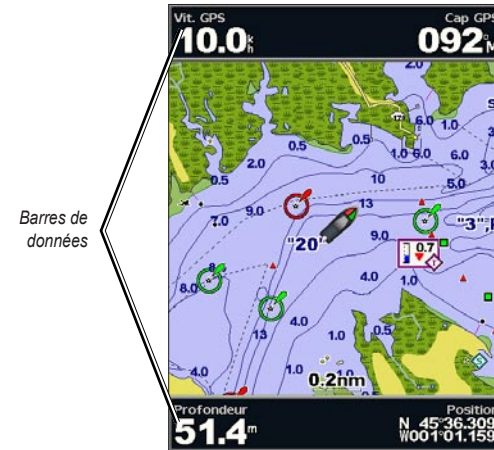 Vit. GPS
Cap GPS
10.0 k/h
092° M
2.0
171
6.0
1.0
0.5
0.5
2.0
1.0 6.0
6.0
3.0
0.5
10
5.0
7.0
9.0
13
"20"
"3",
9.0
0.7
8.0
4.0
1.0
13
4.0
1.0
0.5
4.0
1.0
0.2nm
Barres de
données
Profondeur
Position
51.4 m
N 45°36.309
W001°01.159